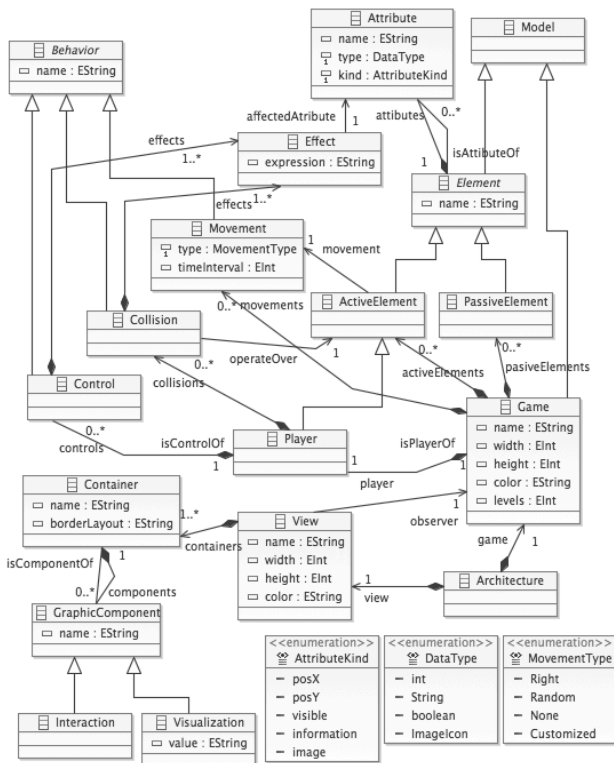 Attribute
name : EString
type : DataType
kind : AttributeKind
Model
Behavior
name : EString
affectedAtribute
1
attibutes
0..*
isAttibuteOf
1
effects
1..*
Effect
expression : EString
Element
name : EString
effects
1..*
Movement
type : MovementType
timeInterval : EInt
1
movement
0..*
movements
ActiveElement
PassiveElement
Collision
operateOver
1
0..*
activeElements
0..*
pasiveElements
0..*
collisions
Control
0..*
controls
isControlOf
1
Player
1
player
isPlayerOf
1
Game
name : EString
width : EInt
height : EInt
color : EString
levels : EInt
Container
name : EString
borderLayout : EString
1..*
containers
View
name : EString
width : EInt
height : EInt
color : EString
1
observer
game
1
isComponentOf
1
0..*
components
1
view
Architecture
GraphicComponent
name : EString
Interaction
Visualization
value : EString
<<enumeration>>
AttributeKind
posX
posY
visible
information
image
<<enumeration>>
DataType
int
String
boolean
ImageIcon
<<enumeration>>
MovementType
Right
Random
None
Customized